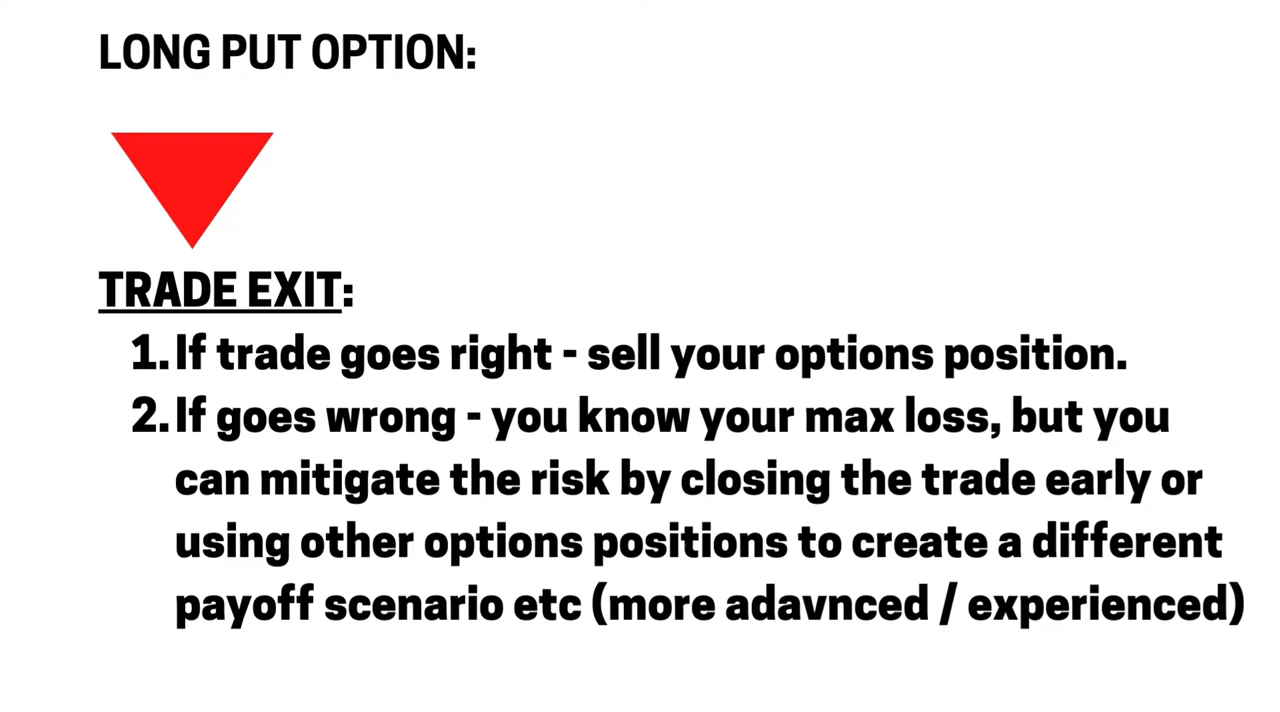 LONG PUT OPTION:
TRADE EXIT:
1. If trade goes right - sell your options position.
2. If goes wrong - you know your max loss, but you
can mitigate the risk by closing the trade early or
using other options positions to create a different
payoff scenario etc (more adavnced / experienced)